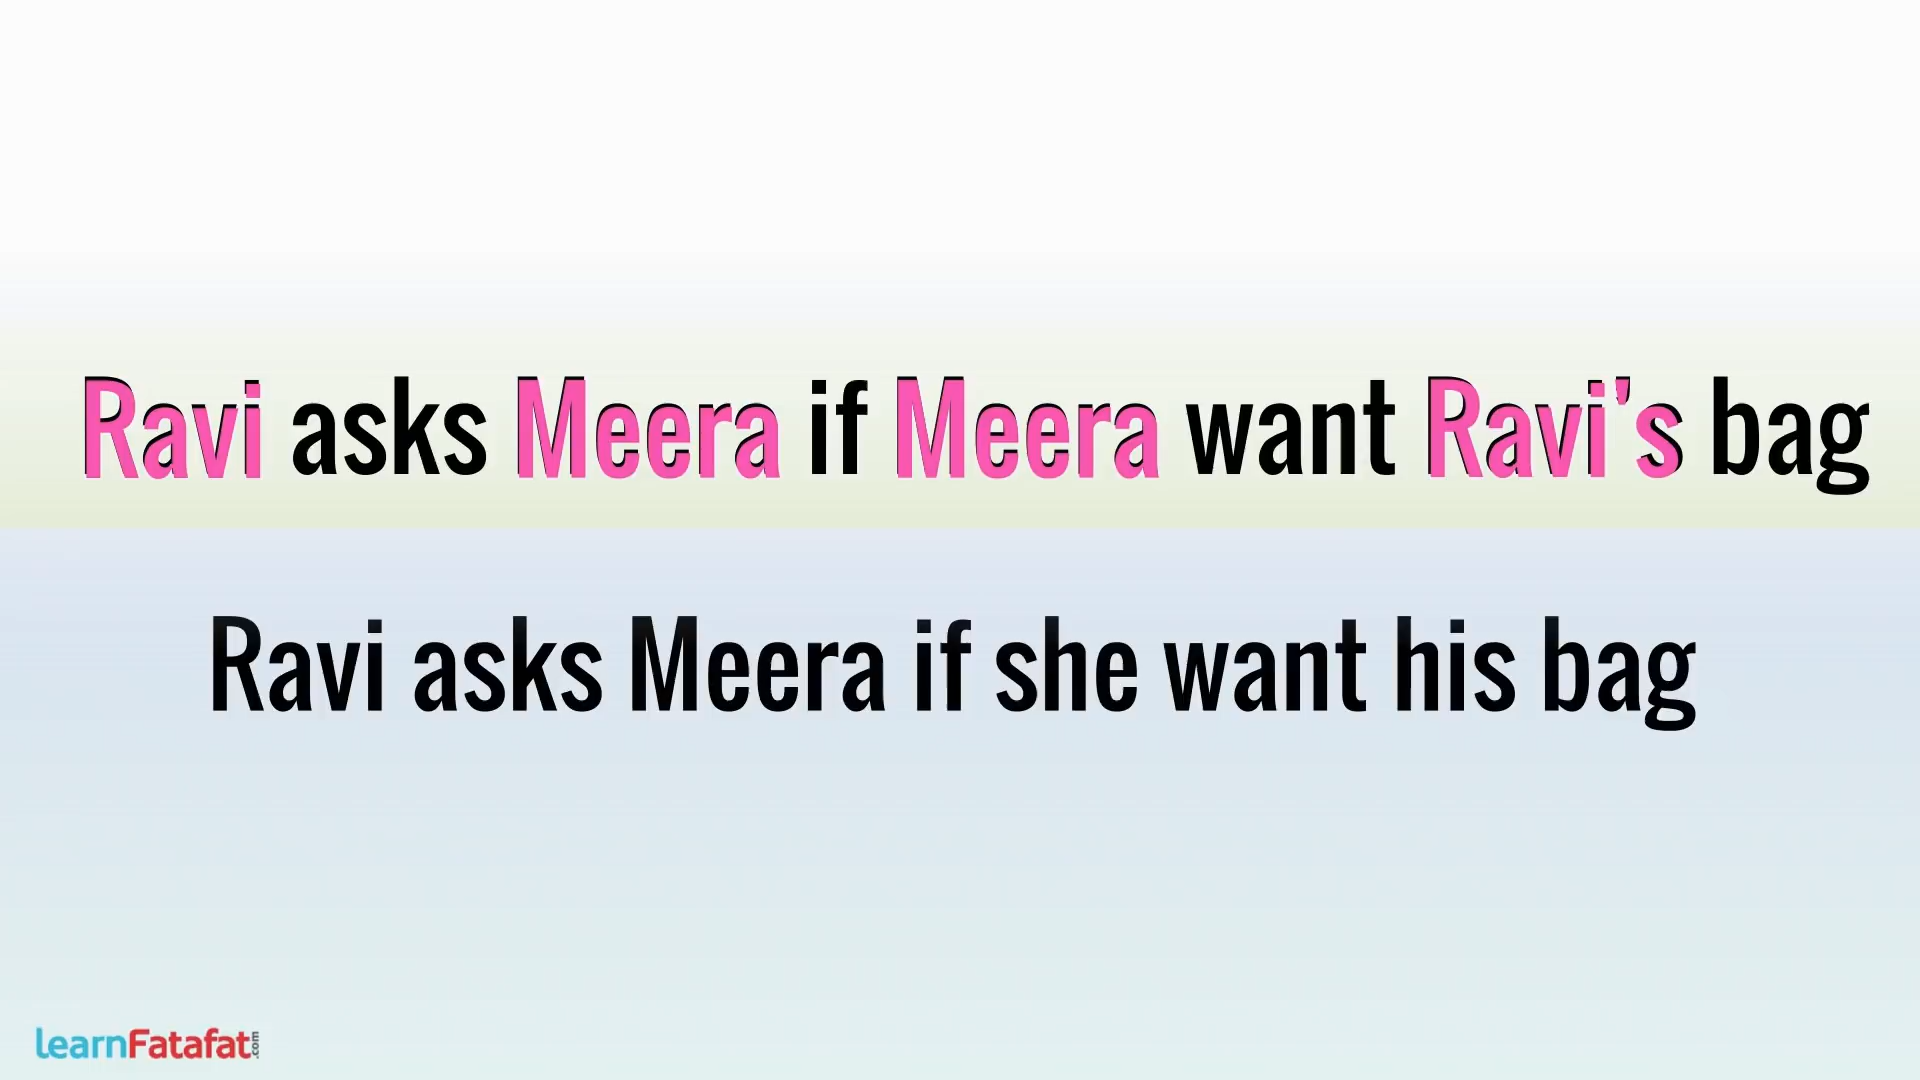 Ravi asks Meera if Meera want Ravi's bag
Ravi asks Meera if she want his bag
learnFatafat.com